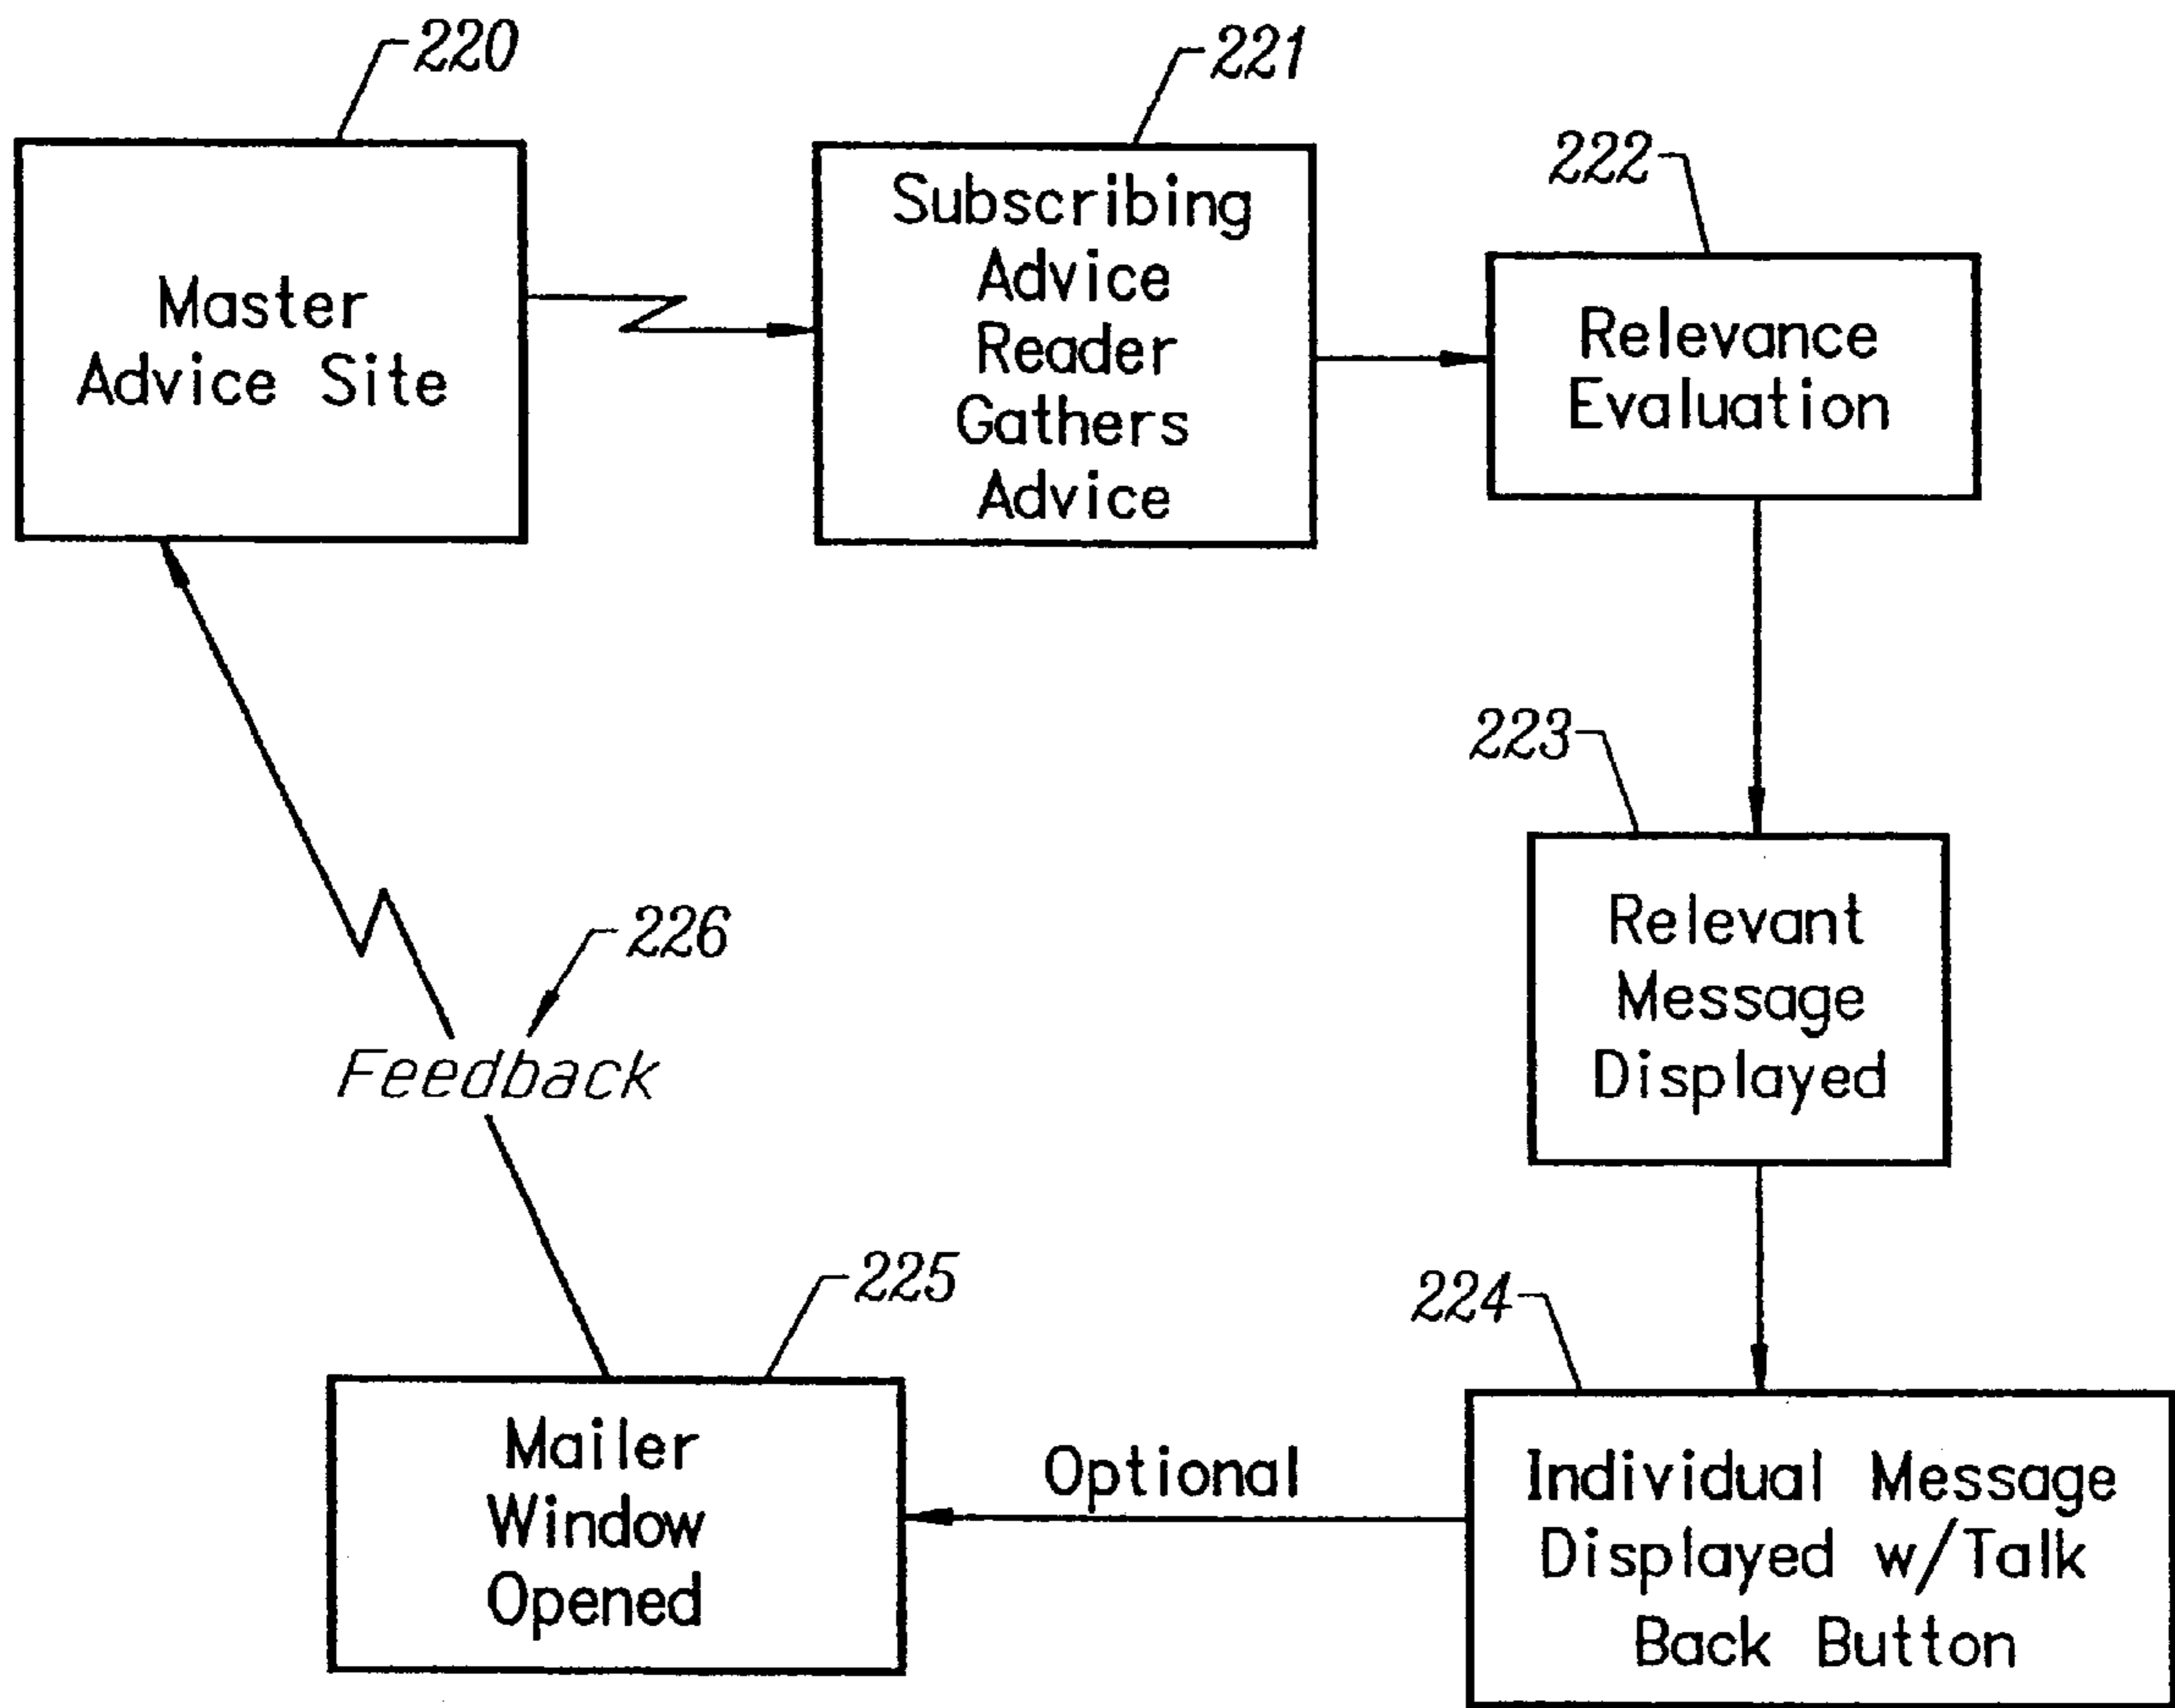 220
Master
Advice Site
221
Subscribing
Advice
Reader
Gathers
Advice
222
Relevance
Evaluation
223
Relevant
Message
Displayed
224
Individual Message
Displayed w/Talk
Back Button
Optional
225
Mailer
Window
Opened
226
Feedback